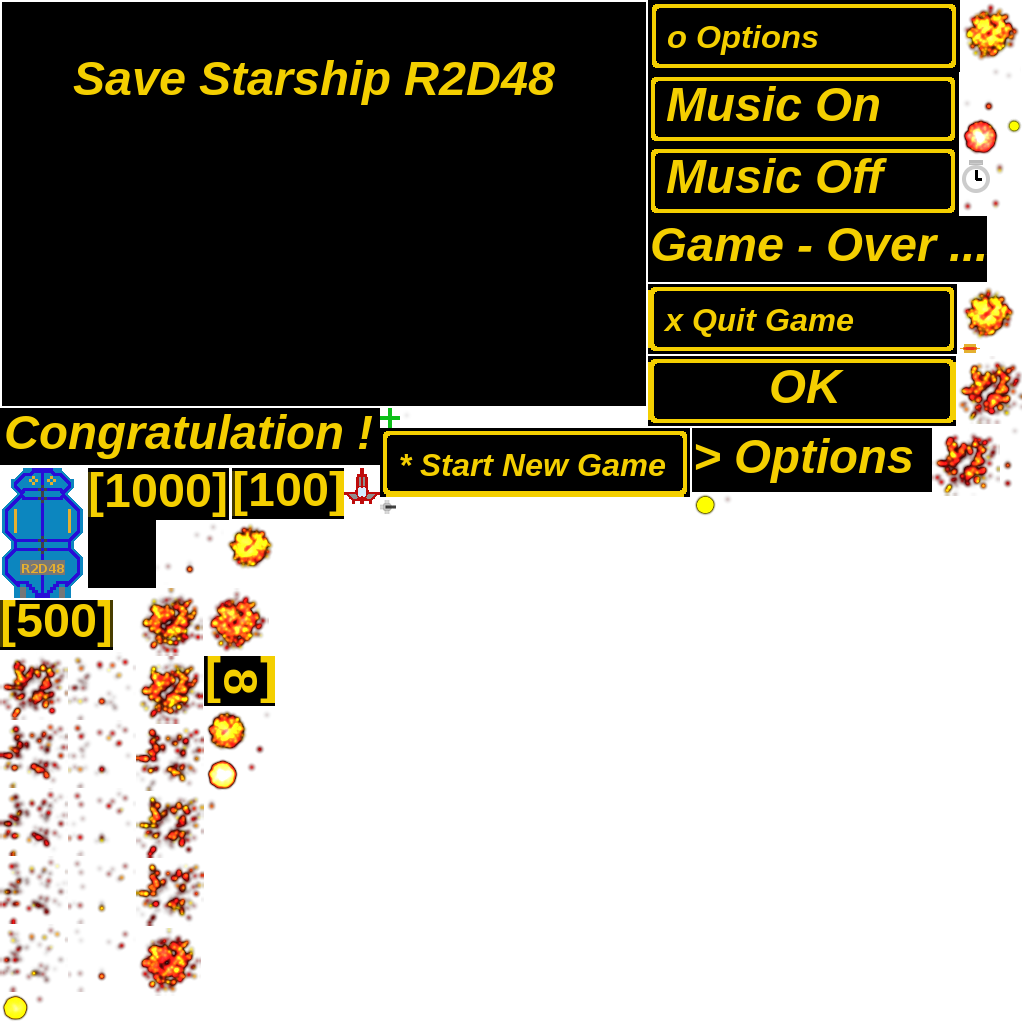 Save Starship R2D48
o Options
Music On
Music Off
Game - Over ...
x Quit Game
OK
Congratulation !
* Start New Game
> Options
[1000]
[100]
R2D48
[500]
[8]